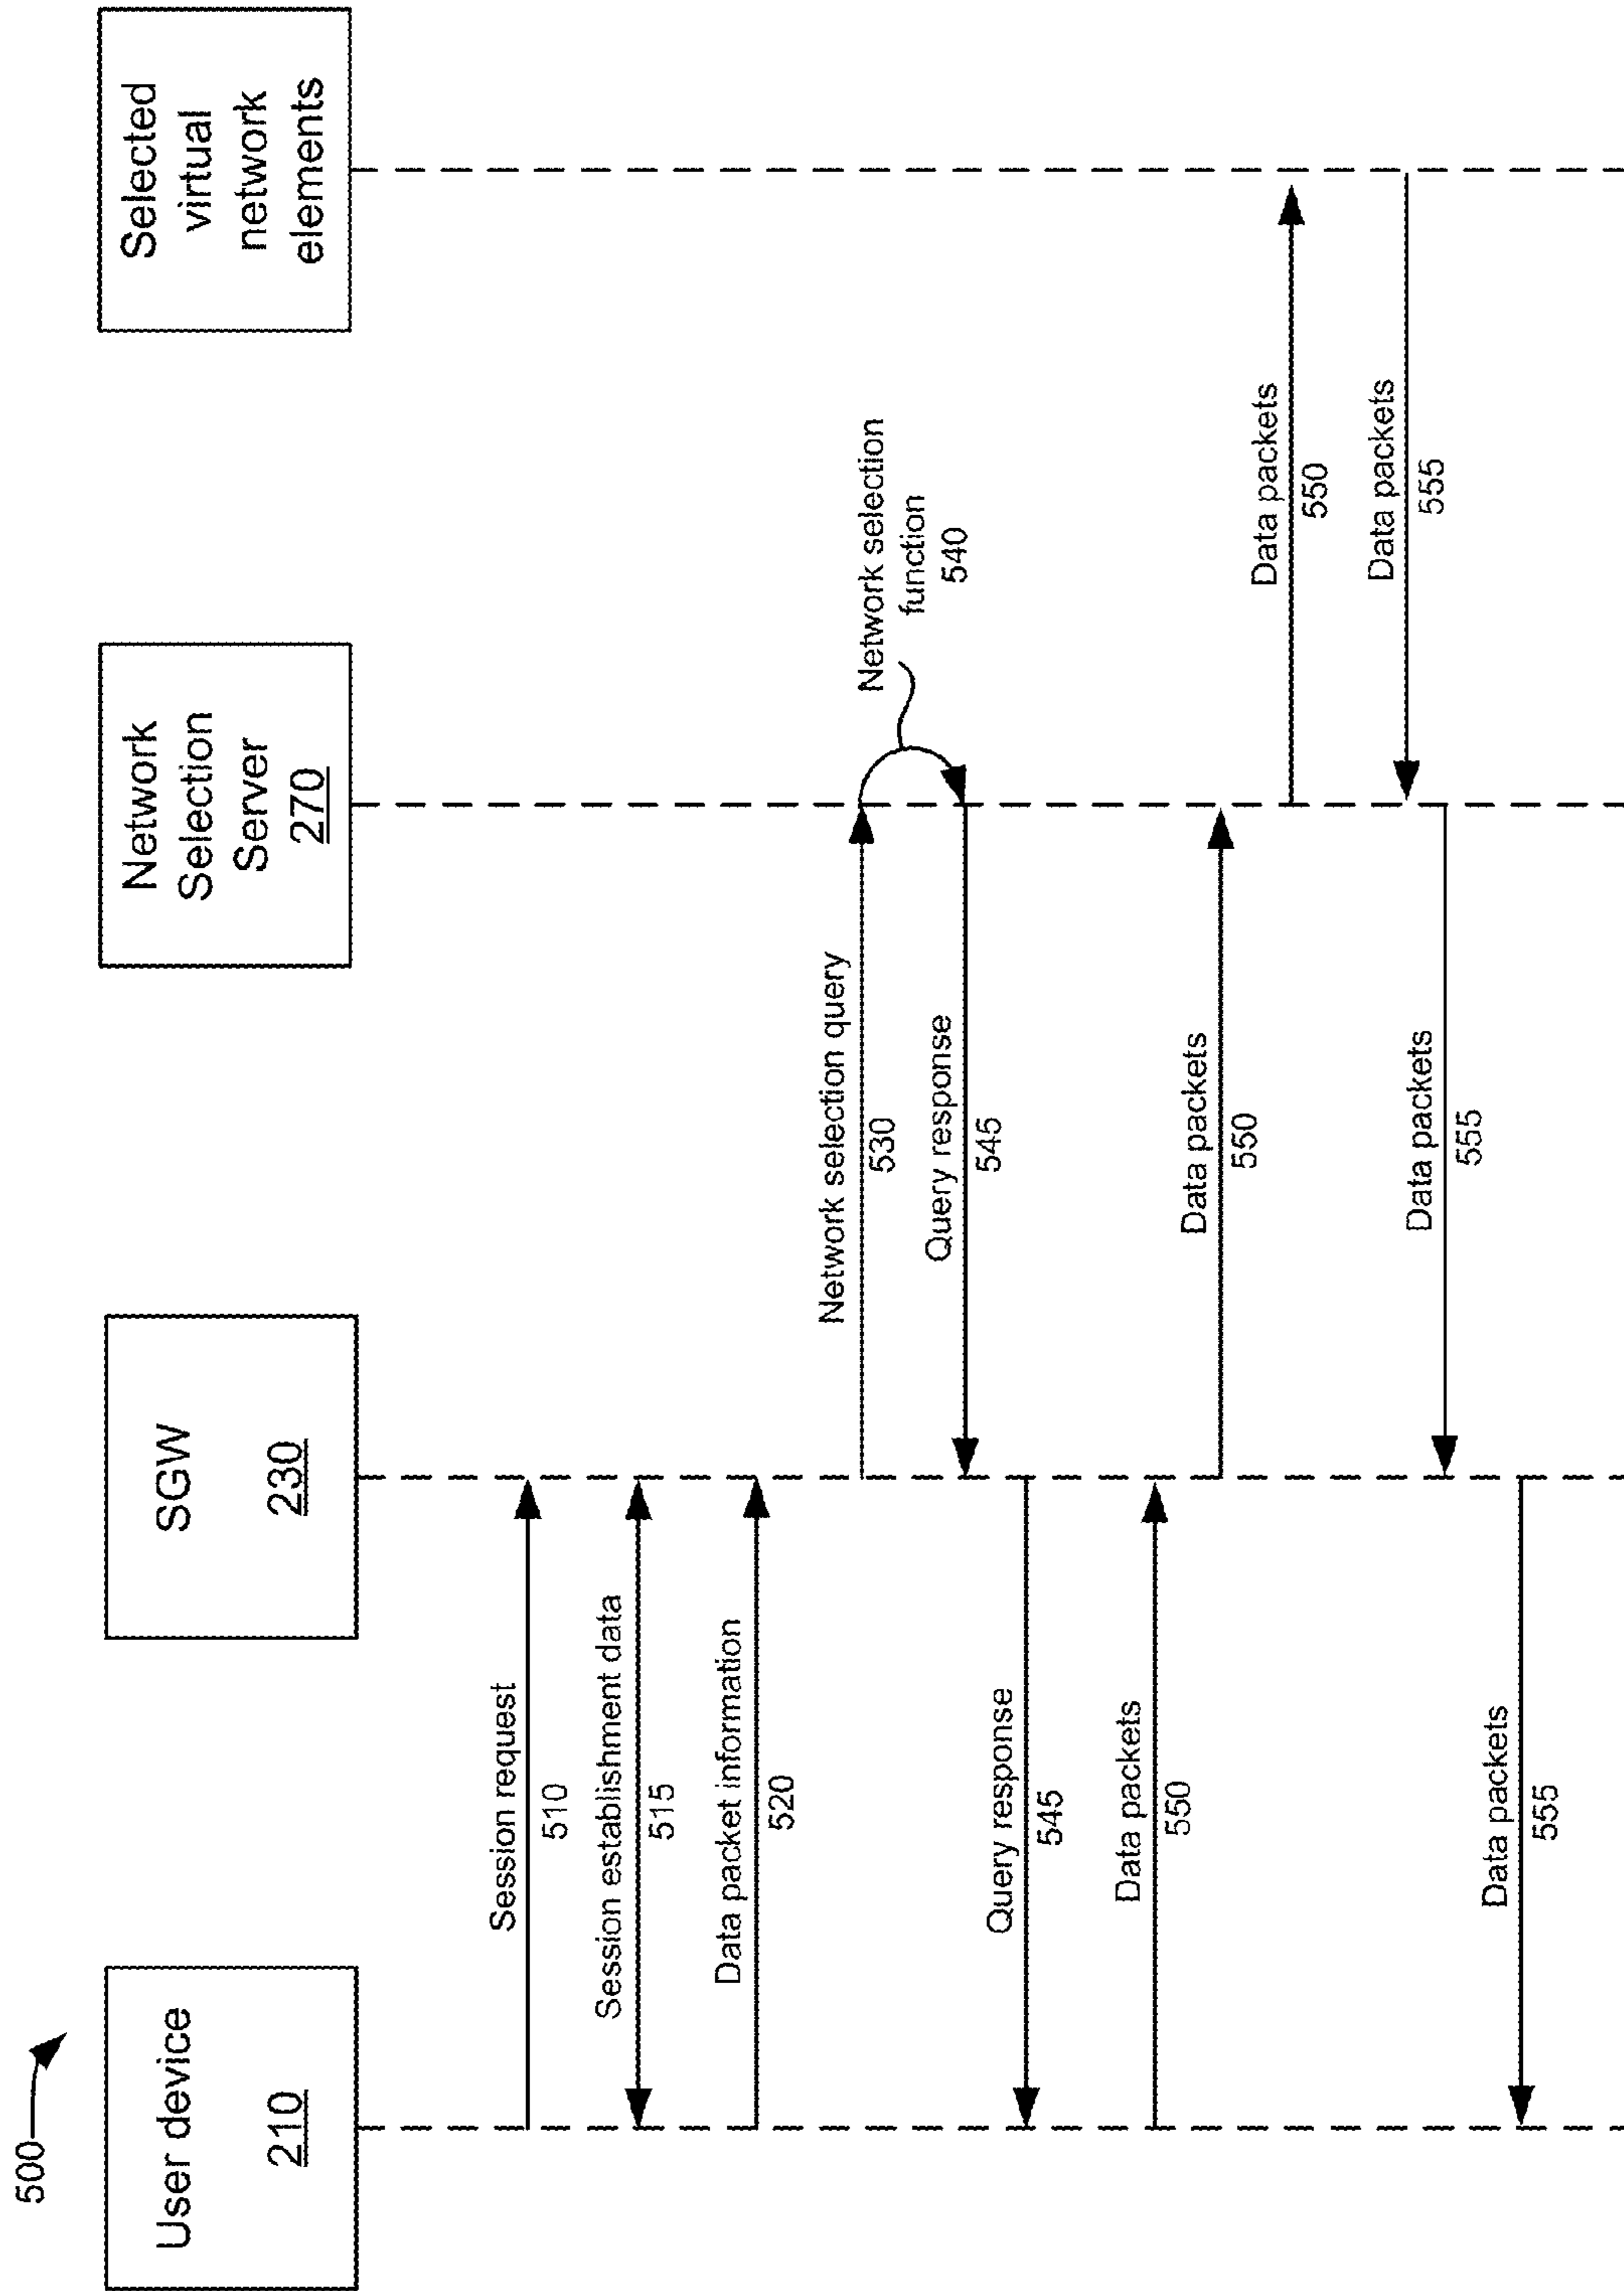 500
User device
210
SGW
230
Network
Selection
Server
270
Selected
virtual
network
elements
Session request
510
Session establishment data
515
Data packet information
520
Network selection query
530
Network selection
function
540
Query response
545
Query response
545
Data packets
550
Data packets
550
Data packets
550
Data packets
555
Data packets
555
Data packets
555